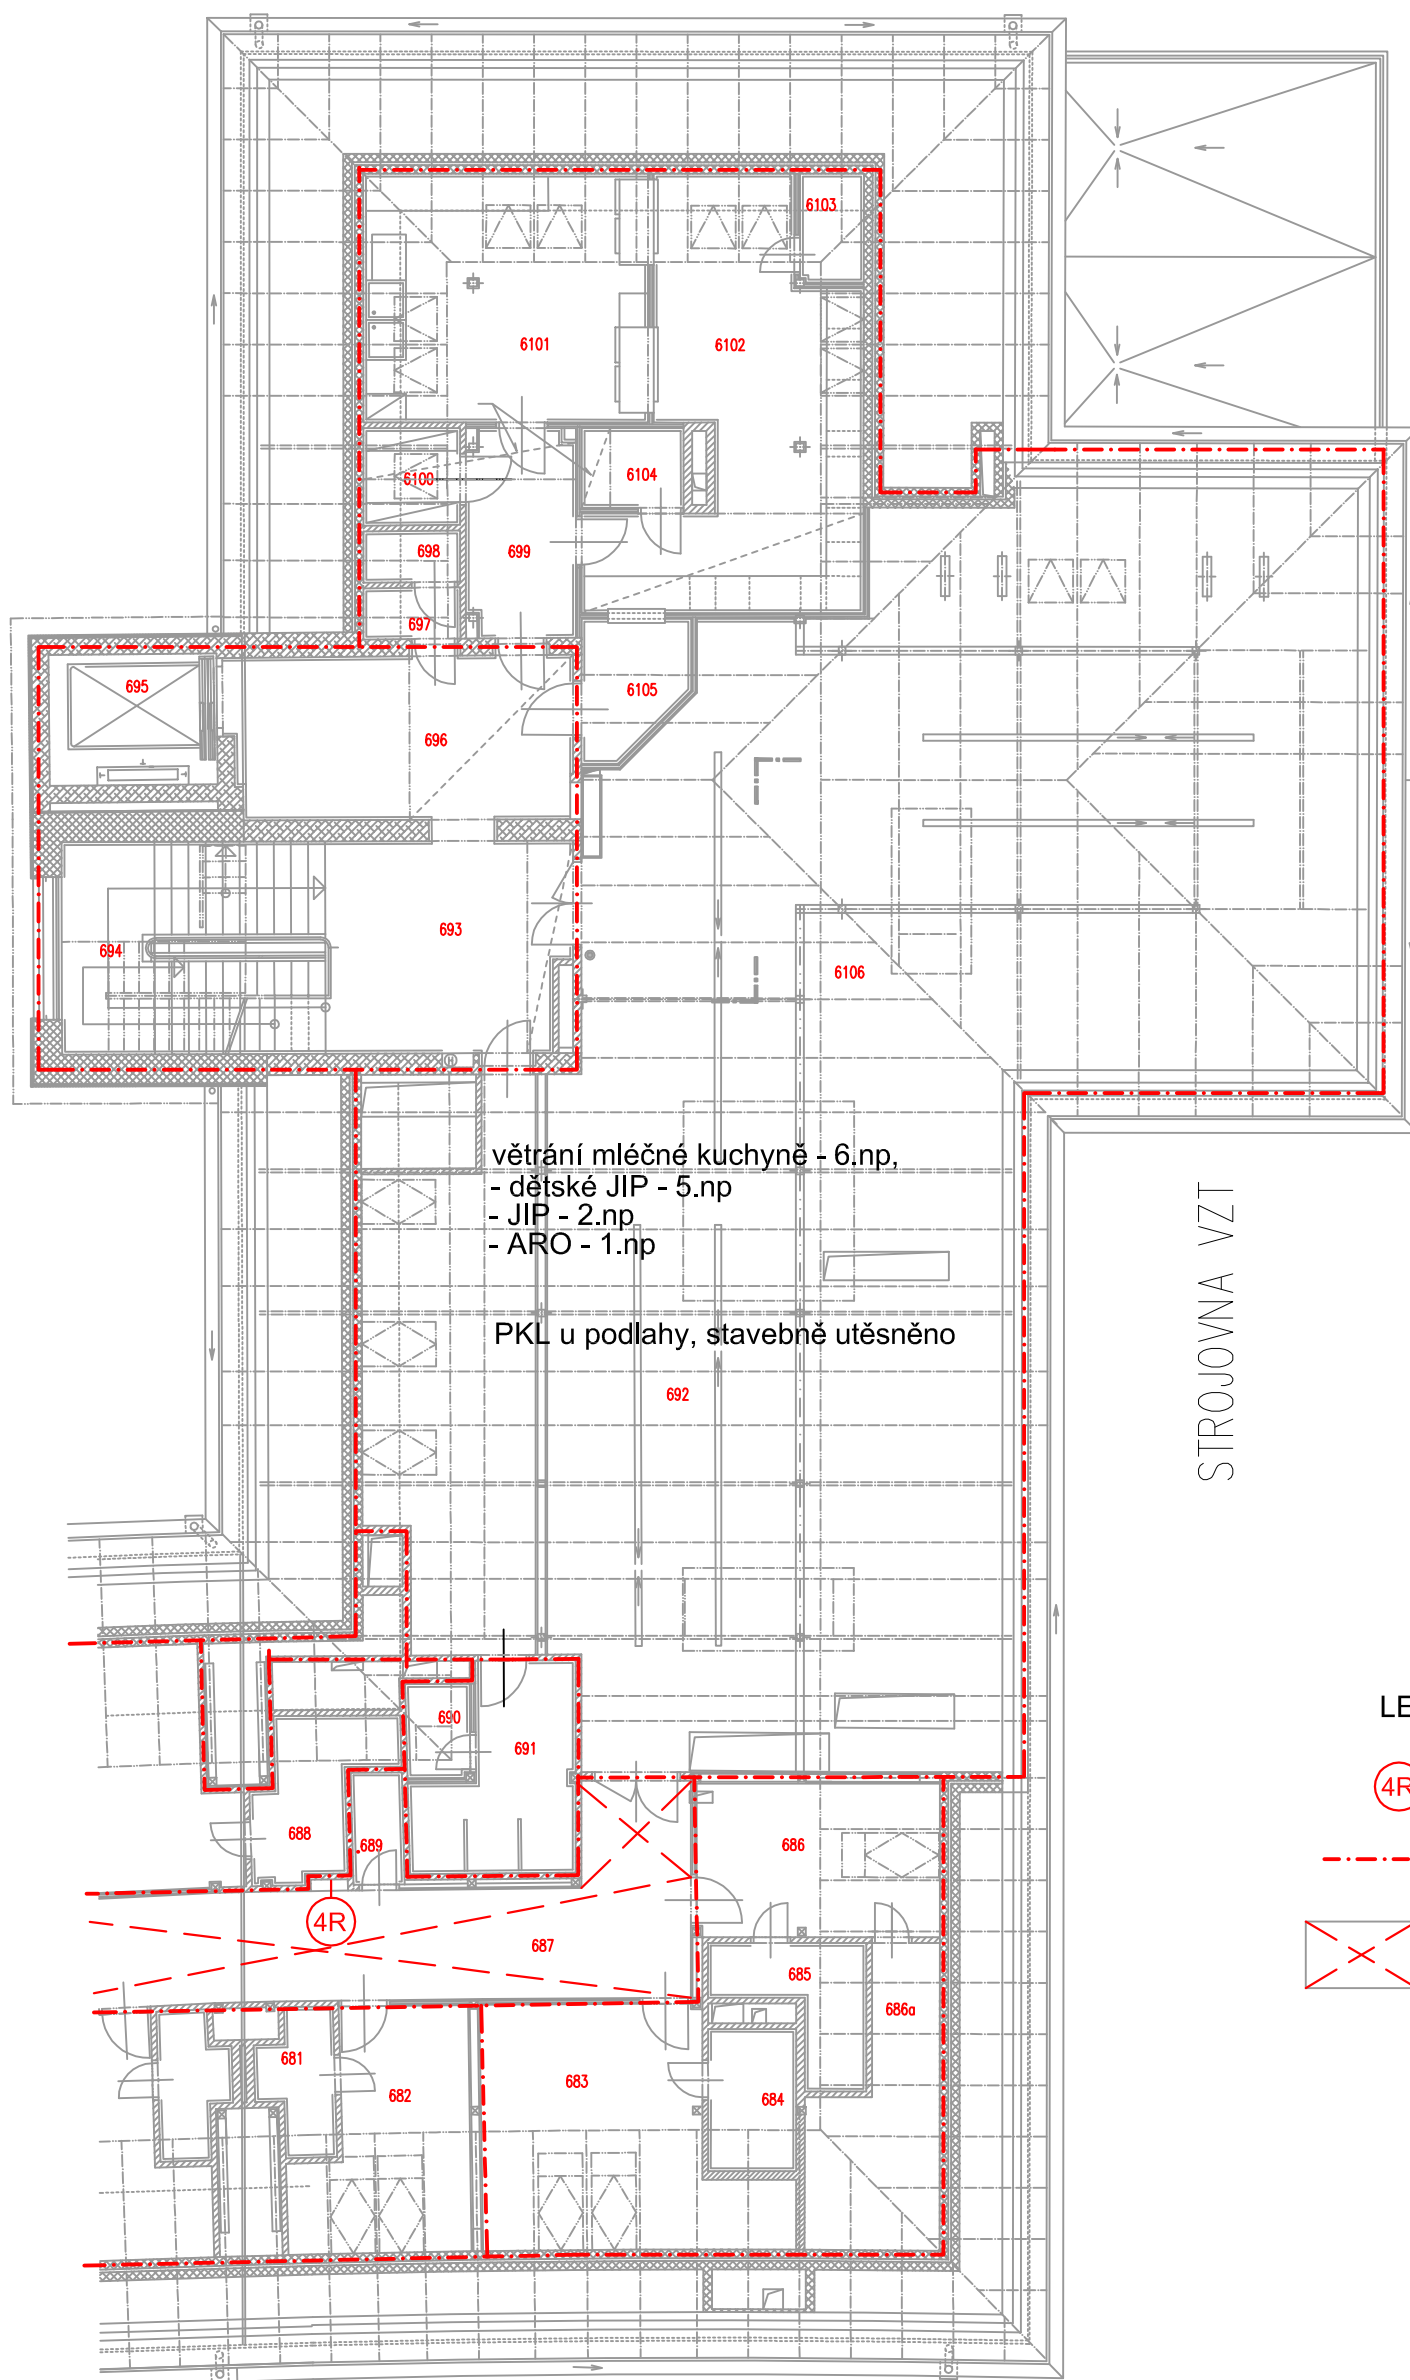 6103
6101
6102
6100
6104
698
699
697
695
6105
696
693
694
6106
větrání mléčné kuchyně - 6.np,
- dětské JIP - 5.np
- JIP - 2.np
- ARO - 1.np
STROJOVNA VZT
PKL u podlahy, stavebně utěsněno
692
690
691
LE
4R
688
689
686
4R
687
685
686a
681
682
683
684